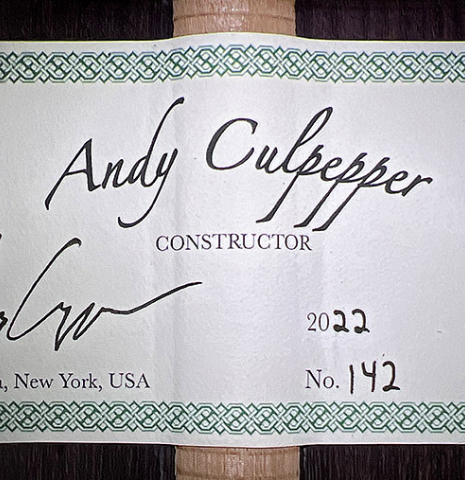 Andy Culpepper
CONSTRUCTOR
2022
, New York, USA
No. 142